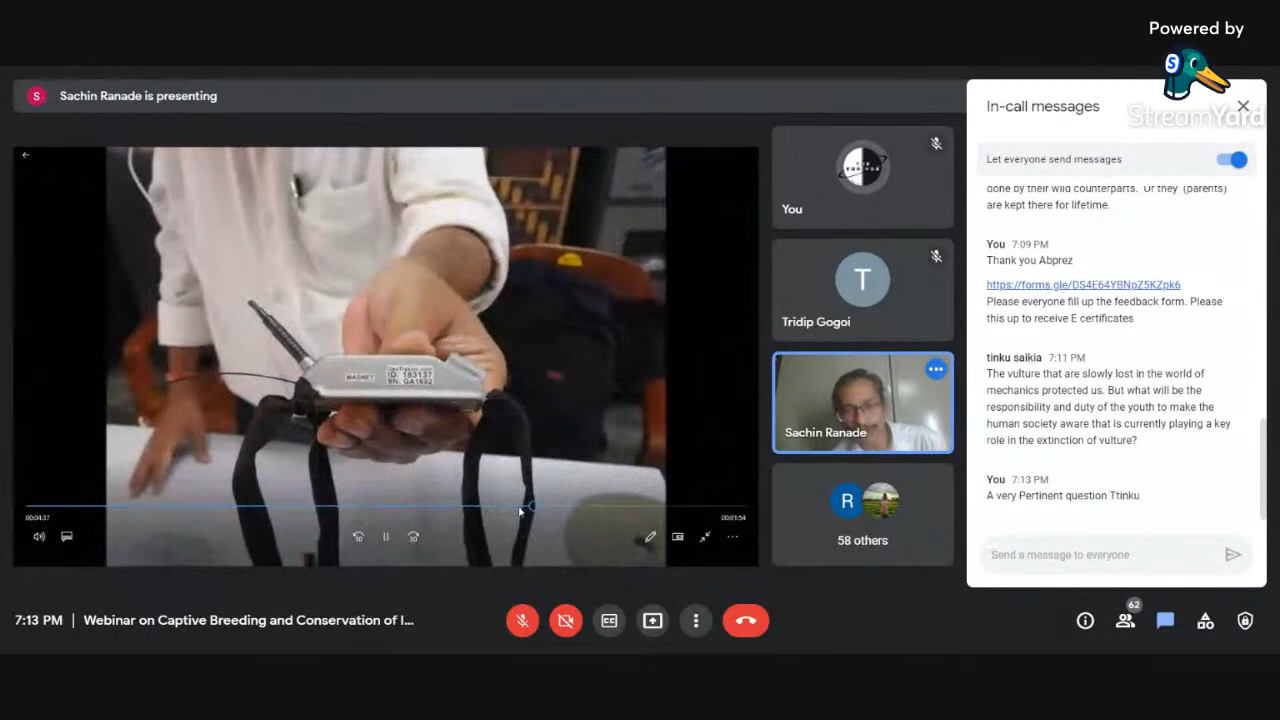 Powered by
StreamYard
S
Sachin Ranade is presenting
MAGNET
ID: 183137
SN: GA1692
00:04:37
00:01:54
10
30
You
T
Tridip Gogoi
Sachin Ranade
R
58 others
In-call messages
Let everyone send messages
done by their wild counterparts. Or they (parents)
are kept there for lifetime.
You 7:09 PM
Thank you Abprez
https://forms.gle/DS4E64YBNpZ5KZpk6
Please everyone fill up the feedback form. Please
this up to receive E certificates
tinku saikia 7:11 PM
The vulture that are slowly lost in the world of
mechanics protected us. But what will be the
responsibility and duty of the youth to make the
human society aware that is currently playing a key
role in the extinction of vulture?
You 7:13 PM
A very Pertinent question Ttinku
Send a message to everyone
7:13 PM | Webinar on Captive Breeding and Conservation of I...
62